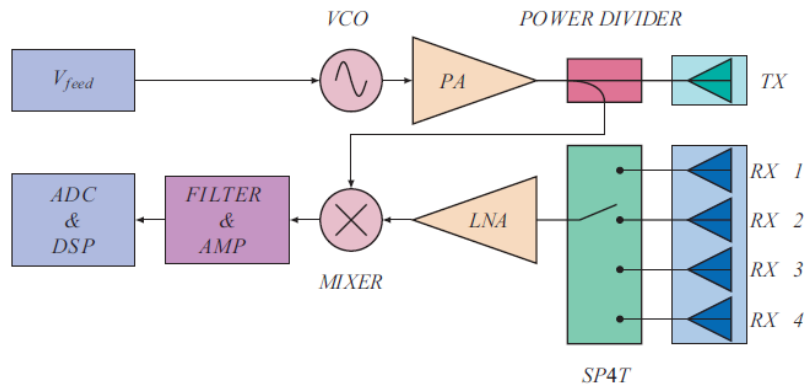 VCO
POWER DIVIDER
V_feed
PA
TX
ADC
&
DSP
FILTER
&
AMP
MIXER
LNA
SP4T
RX 1
RX 2
RX 3
RX 4